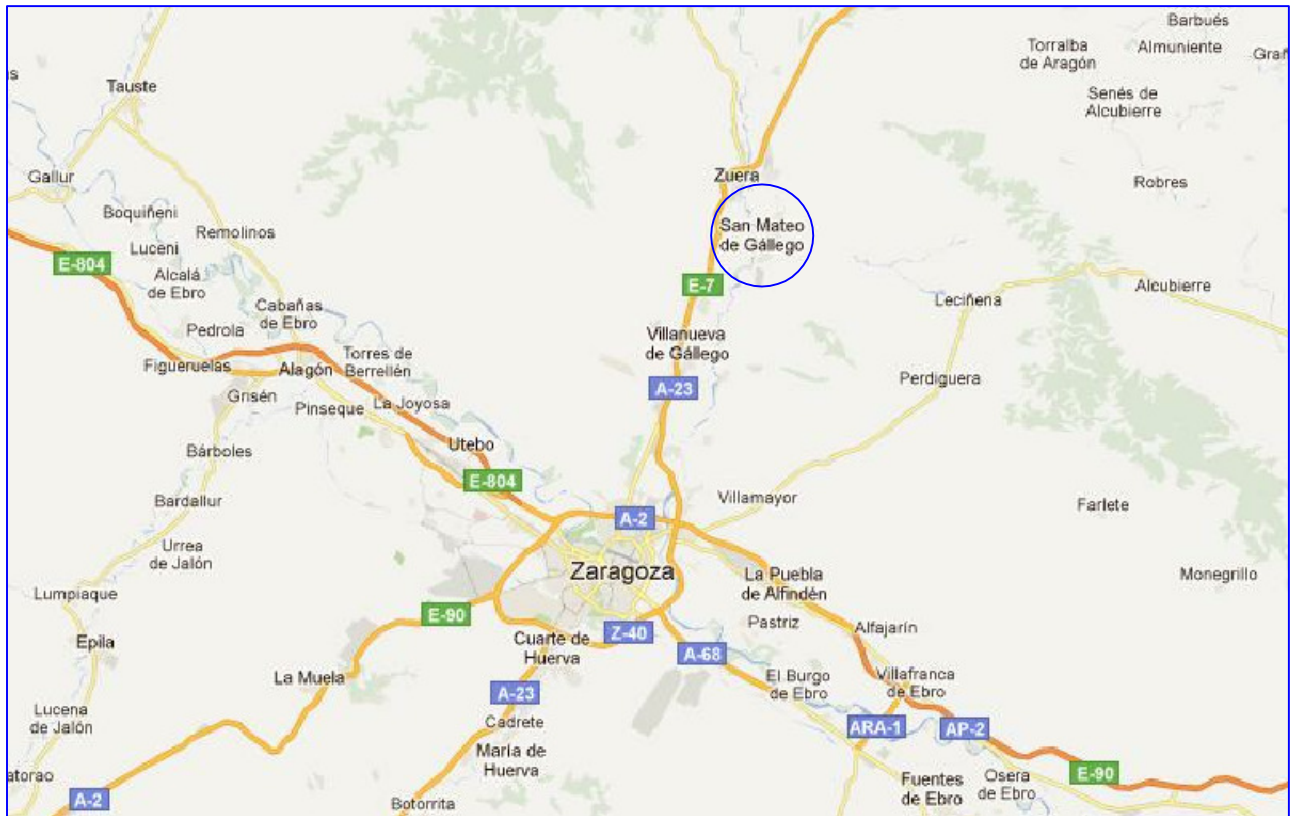 Barbués
Torralba
de Aragón
Almuniente
Grañ
Tauste
Senés de
Alcubierre
Zuera
Gallur
Robres
Boquiñeni
San Mateo
de Gállego
Remolinos
Luceni
E-804
Alcalá
de Ebro
E-7
Alcubierre
Leciñena
Cabañas
de Ebro
Pedrola
Villanueva
de Gállego
Torres de
Berrellén
Figueruelas
Alagón
Perdiguera
A-23
Grisén
Pinseque
La Joyosa
Utebo
Bárboles
E-804
Villamayor
Bardallur
Farlete
A-2
Urrea
de Jalón
Zaragoza
La Puebla
de Alfindén
Monegrillo
Lumpiaque
E-90
Pastriz
Alfajarín
Z-40
Epila
Cuarte de
Huerva
A-68
La Muela
El Burgo
de Ebro
Villafranca
de Ebro
A-23
Lucena
de Jalón
Cadrete
ARA-1
AP-2
María de
Huerva
atorao
E-90
Fuentes
de Ebro
Osera
de Ebro
A-2
Botorrita